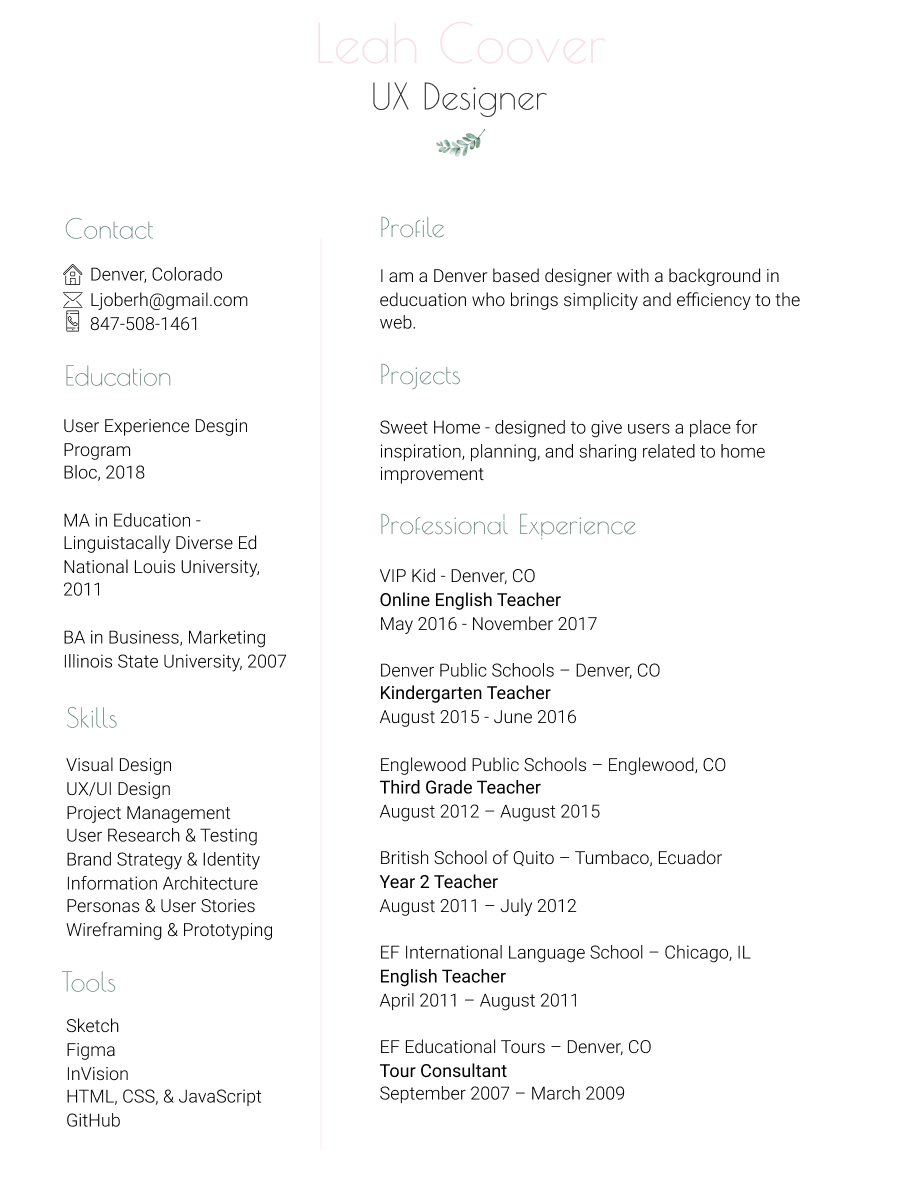 Leah Coover
UX Designer
Contact
Denver, Colorado
Ljoberh@gmail.com
847-508-1461
Education
User Experience Desgin
Program
Bloc, 2018
MA in Education -
Linguistacally Diverse Ed
National Louis University,
2011
BA in Business, Marketing
Illinois State University, 2007
Skills
Visual Design
UX/UI Design
Project Management
User Research & Testing
Brand Strategy & Identity
Information Architecture
Personas & User Stories
Wireframing & Prototyping
Tools
Sketch
Figma
InVision
HTML, CSS, & JavaScript
GitHub
Profile
I am a Denver based designer with a background in
educuation who brings simplicity and efficiency to the
web.
Projects
Sweet Home - designed to give users a place for
inspiration, planning, and sharing related to home
improvement
Professional Experience
VIP Kid - Denver, CO
Online English Teacher
May 2016 - November 2017
Denver Public Schools – Denver, CO
Kindergarten Teacher
August 2015 - June 2016
Englewood Public Schools – Englewood, CO
Third Grade Teacher
August 2012 – August 2015
British School of Quito – Tumbaco, Ecuador
Year 2 Teacher
August 2011 – July 2012
EF International Language School – Chicago, IL
English Teacher
April 2011 – August 2011
EF Educational Tours – Denver, CO
Tour Consultant
September 2007 – March 2009